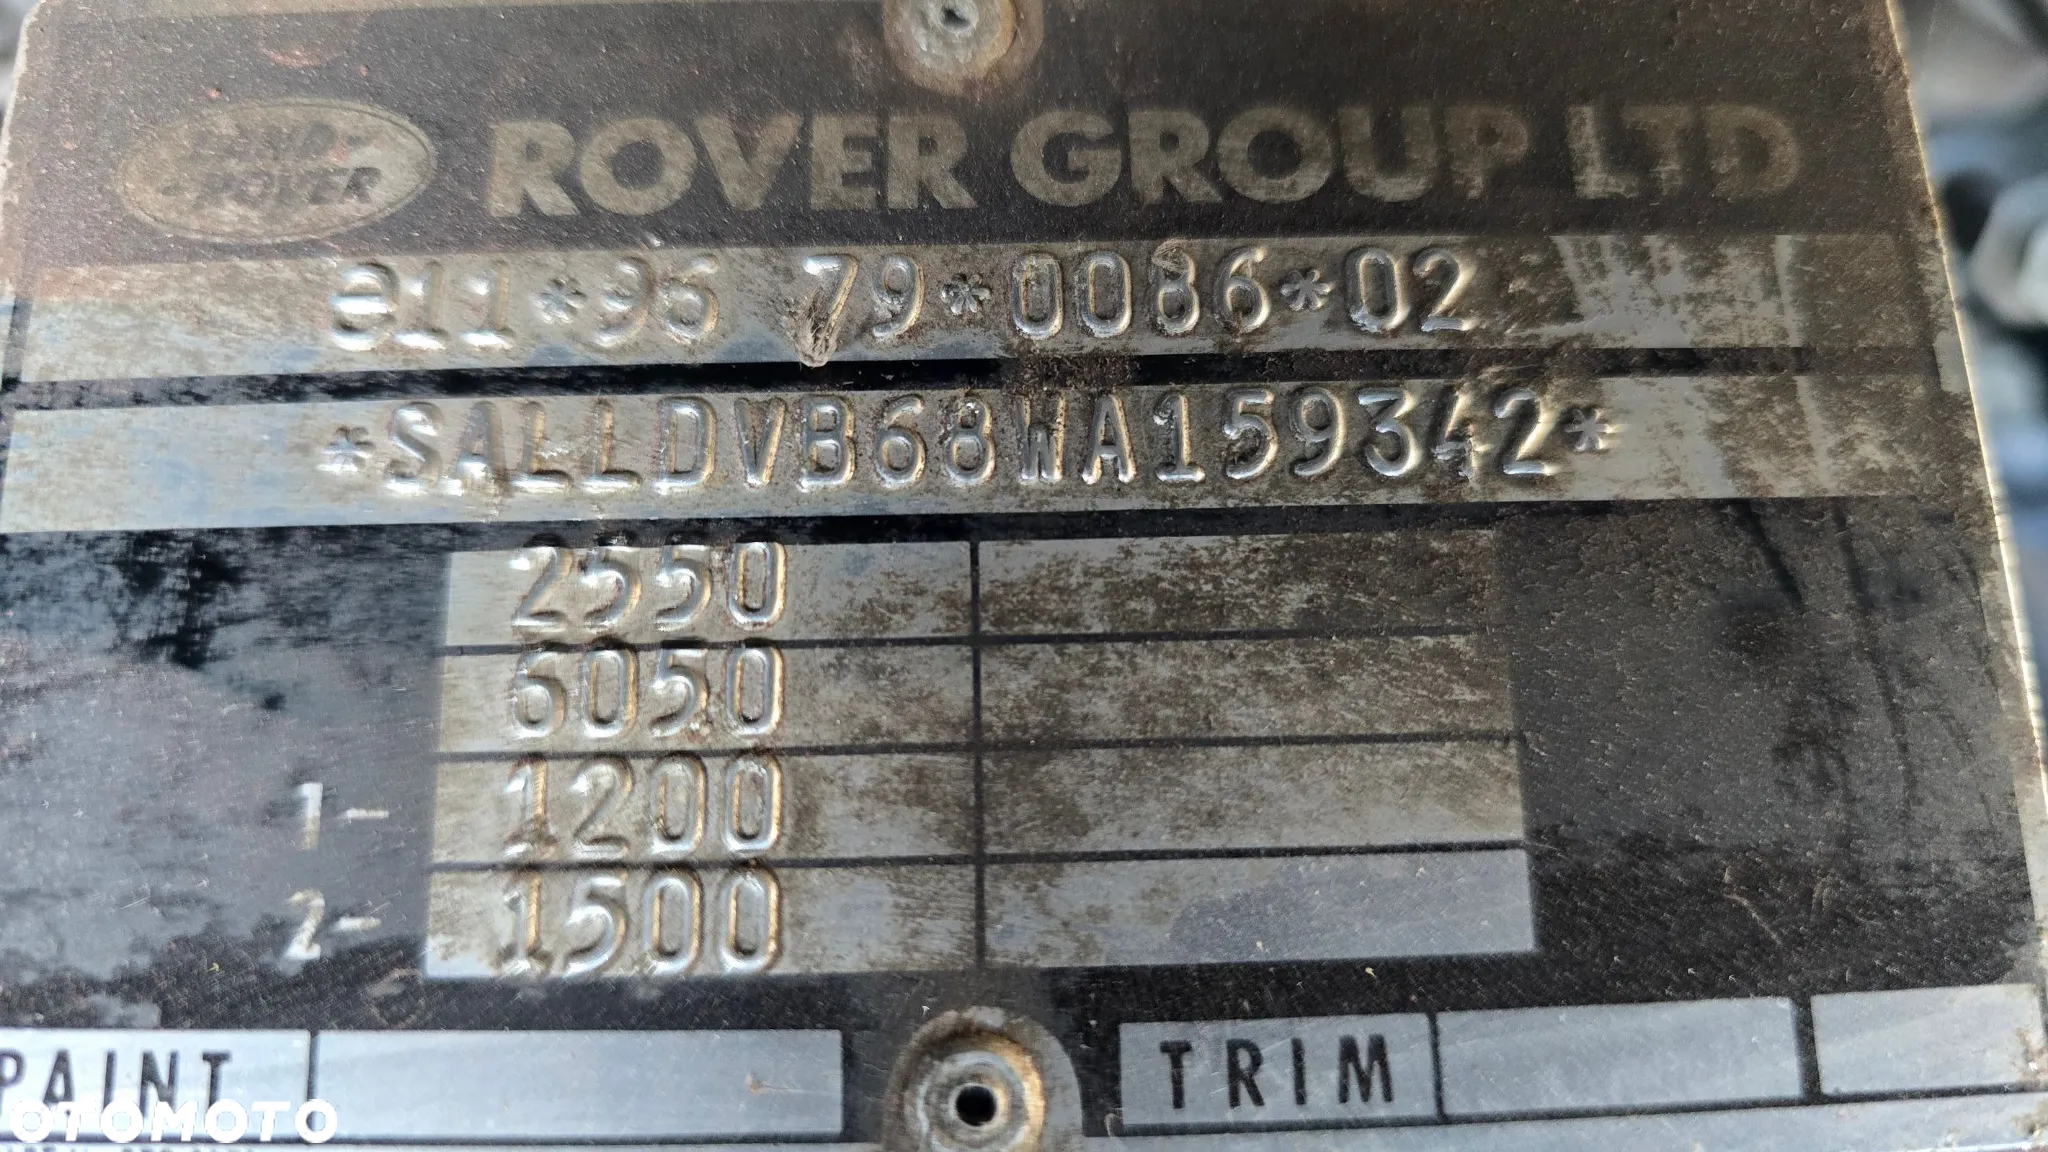 LAND ROVER
ROVER GROUP LTD
e11*96 79*0086*02
*SALLDVB68WA159342*
2550
6050
1- 1200
2- 1500
PAINT TRIM
OTOMOTO